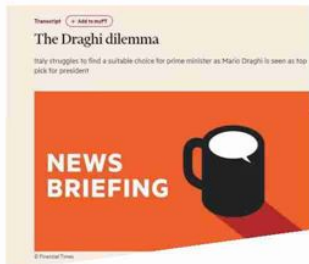 Transcript + Add to myFT
The Draghi dilemma
Italy struggles to find a suitable choice for prime minister as Mario Draghi is seen as top
pick for president
NEWS
BRIEFING
© Financial Times